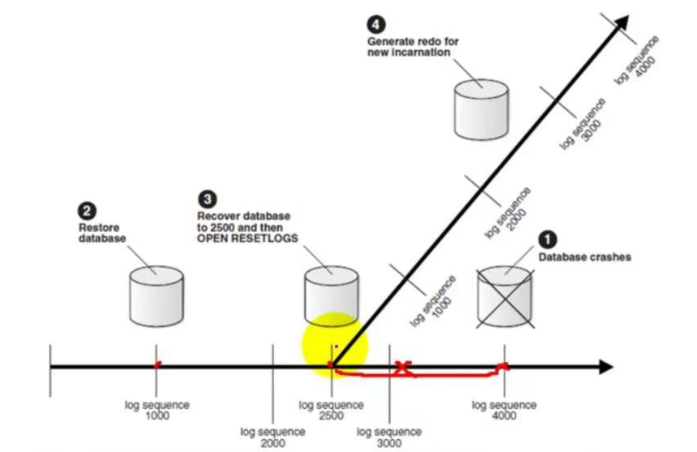 4
Generate redo for
new incarnation
log sequence
4000
log sequence
3000
2
Restore
database
3
Recover database
to 2500 and then
OPEN RESETLOGS
log sequence
2000
1
Database crashes
log sequence
1000
log sequence
1000
log sequence
2500
log sequence
4000
log sequence
2000
log sequence
3000